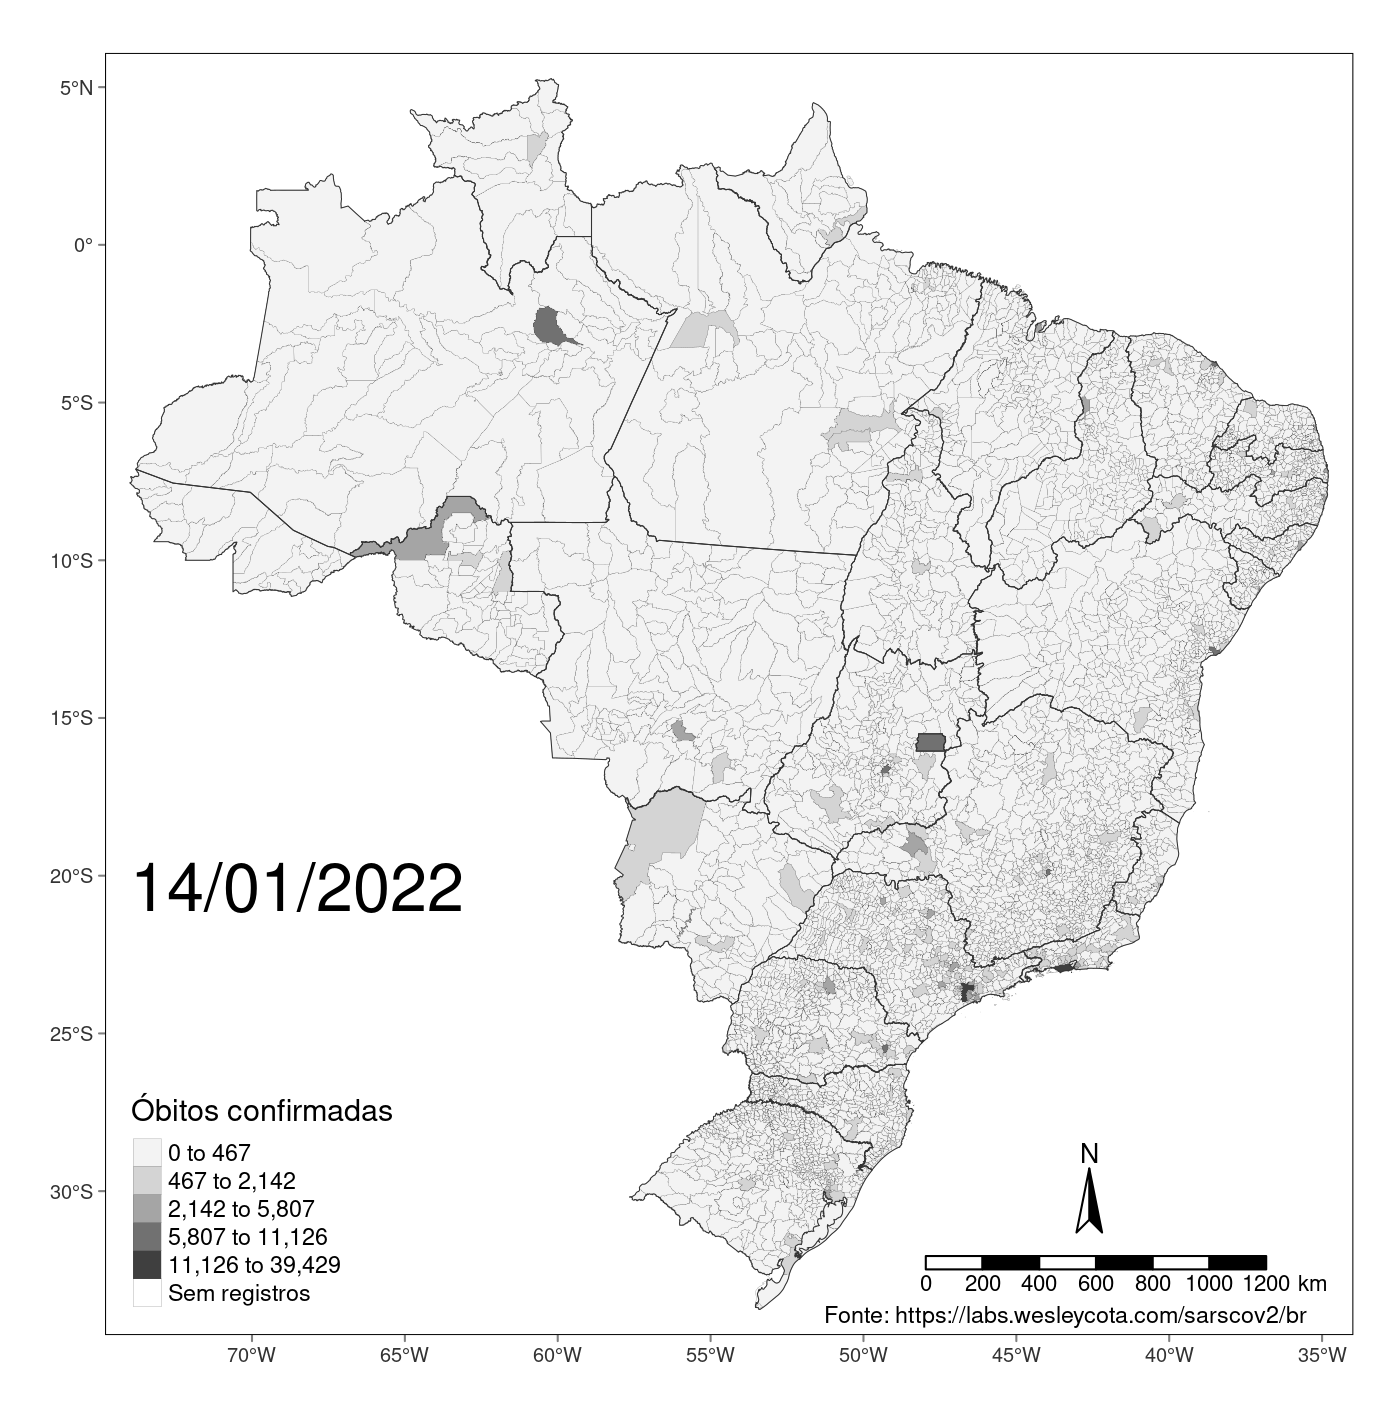 5°N
0°
5°S
10°S
15°S
20°S
25°S
30°S
14/01/2022
Óbitos confirmadas
0 to 467
467 to 2,142
2,142 to 5,807
5,807 to 11,126
11,126 to 39,429
Sem registros
N
0 200 400 600 800 1000 1200 km
Fonte: https://labs.wesleycota.com/sarscov2/br
70°W 65°W 60°W 55°W 50°W 45°W 40°W 35°W